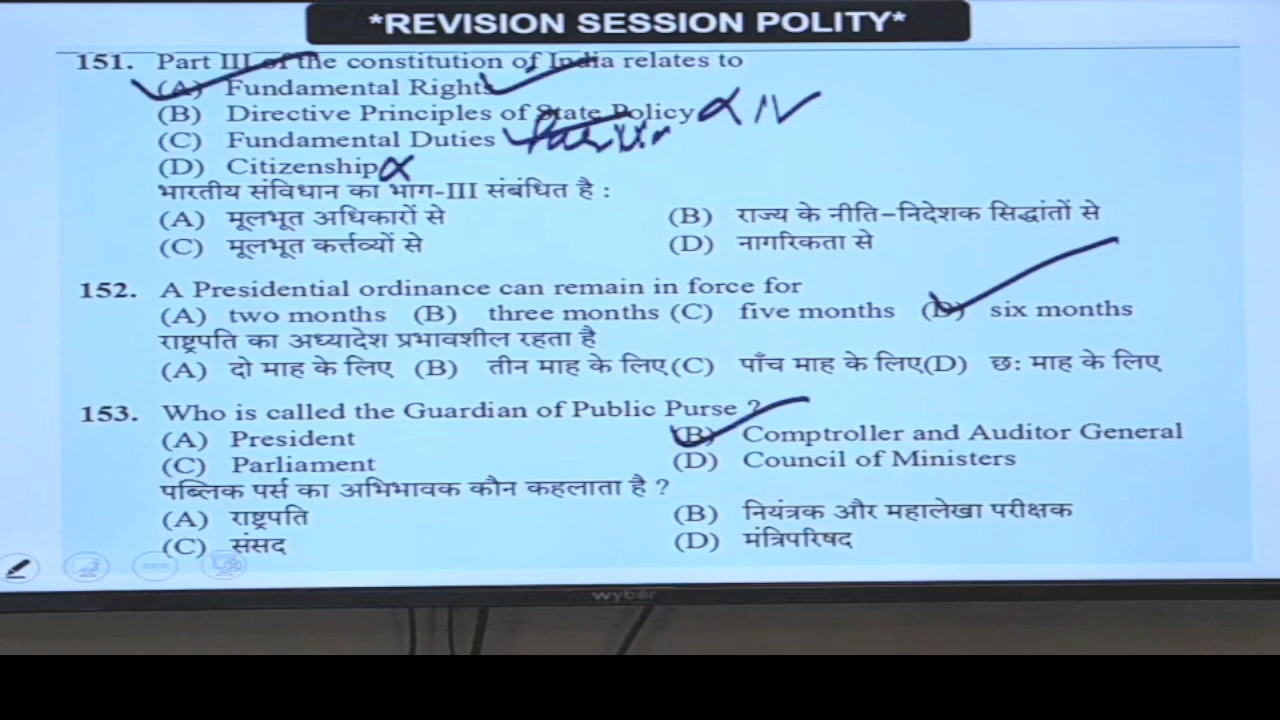 *REVISION SESSION POLITY*
151. Part III of the constitution of India relates to
(A) Fundamental Rights
(B) Directive Principles of State Policy IV
(C) Fundamental Duties
(D) Citizenship
भारतीय संविधान का भाग-III संबंधित है :
(A) मूलभूत अधिकारों से (B) राज्य के नीति-निदेशक सिद्धांतों से
(C) मूलभूत कर्त्तव्यों से (D) नागरिकता से
152. A Presidential ordinance can remain in force for
(A) two months (B) three months (C) five months (D) six months
राष्ट्रपति का अध्यादेश प्रभावशील रहता है
(A) दो माह के लिए (B) तीन माह के लिए (C) पाँच माह के लिए (D) छः माह के लिए
153. Who is called the Guardian of Public Purse ?
(A) President (B) Comptroller and Auditor General
(C) Parliament (D) Council of Ministers
पब्लिक पर्स का अभिभावक कौन कहलाता है ?
(A) राष्ट्रपति (B) नियंत्रक और महालेखा परीक्षक
(C) संसद (D) मंत्रिपरिषद